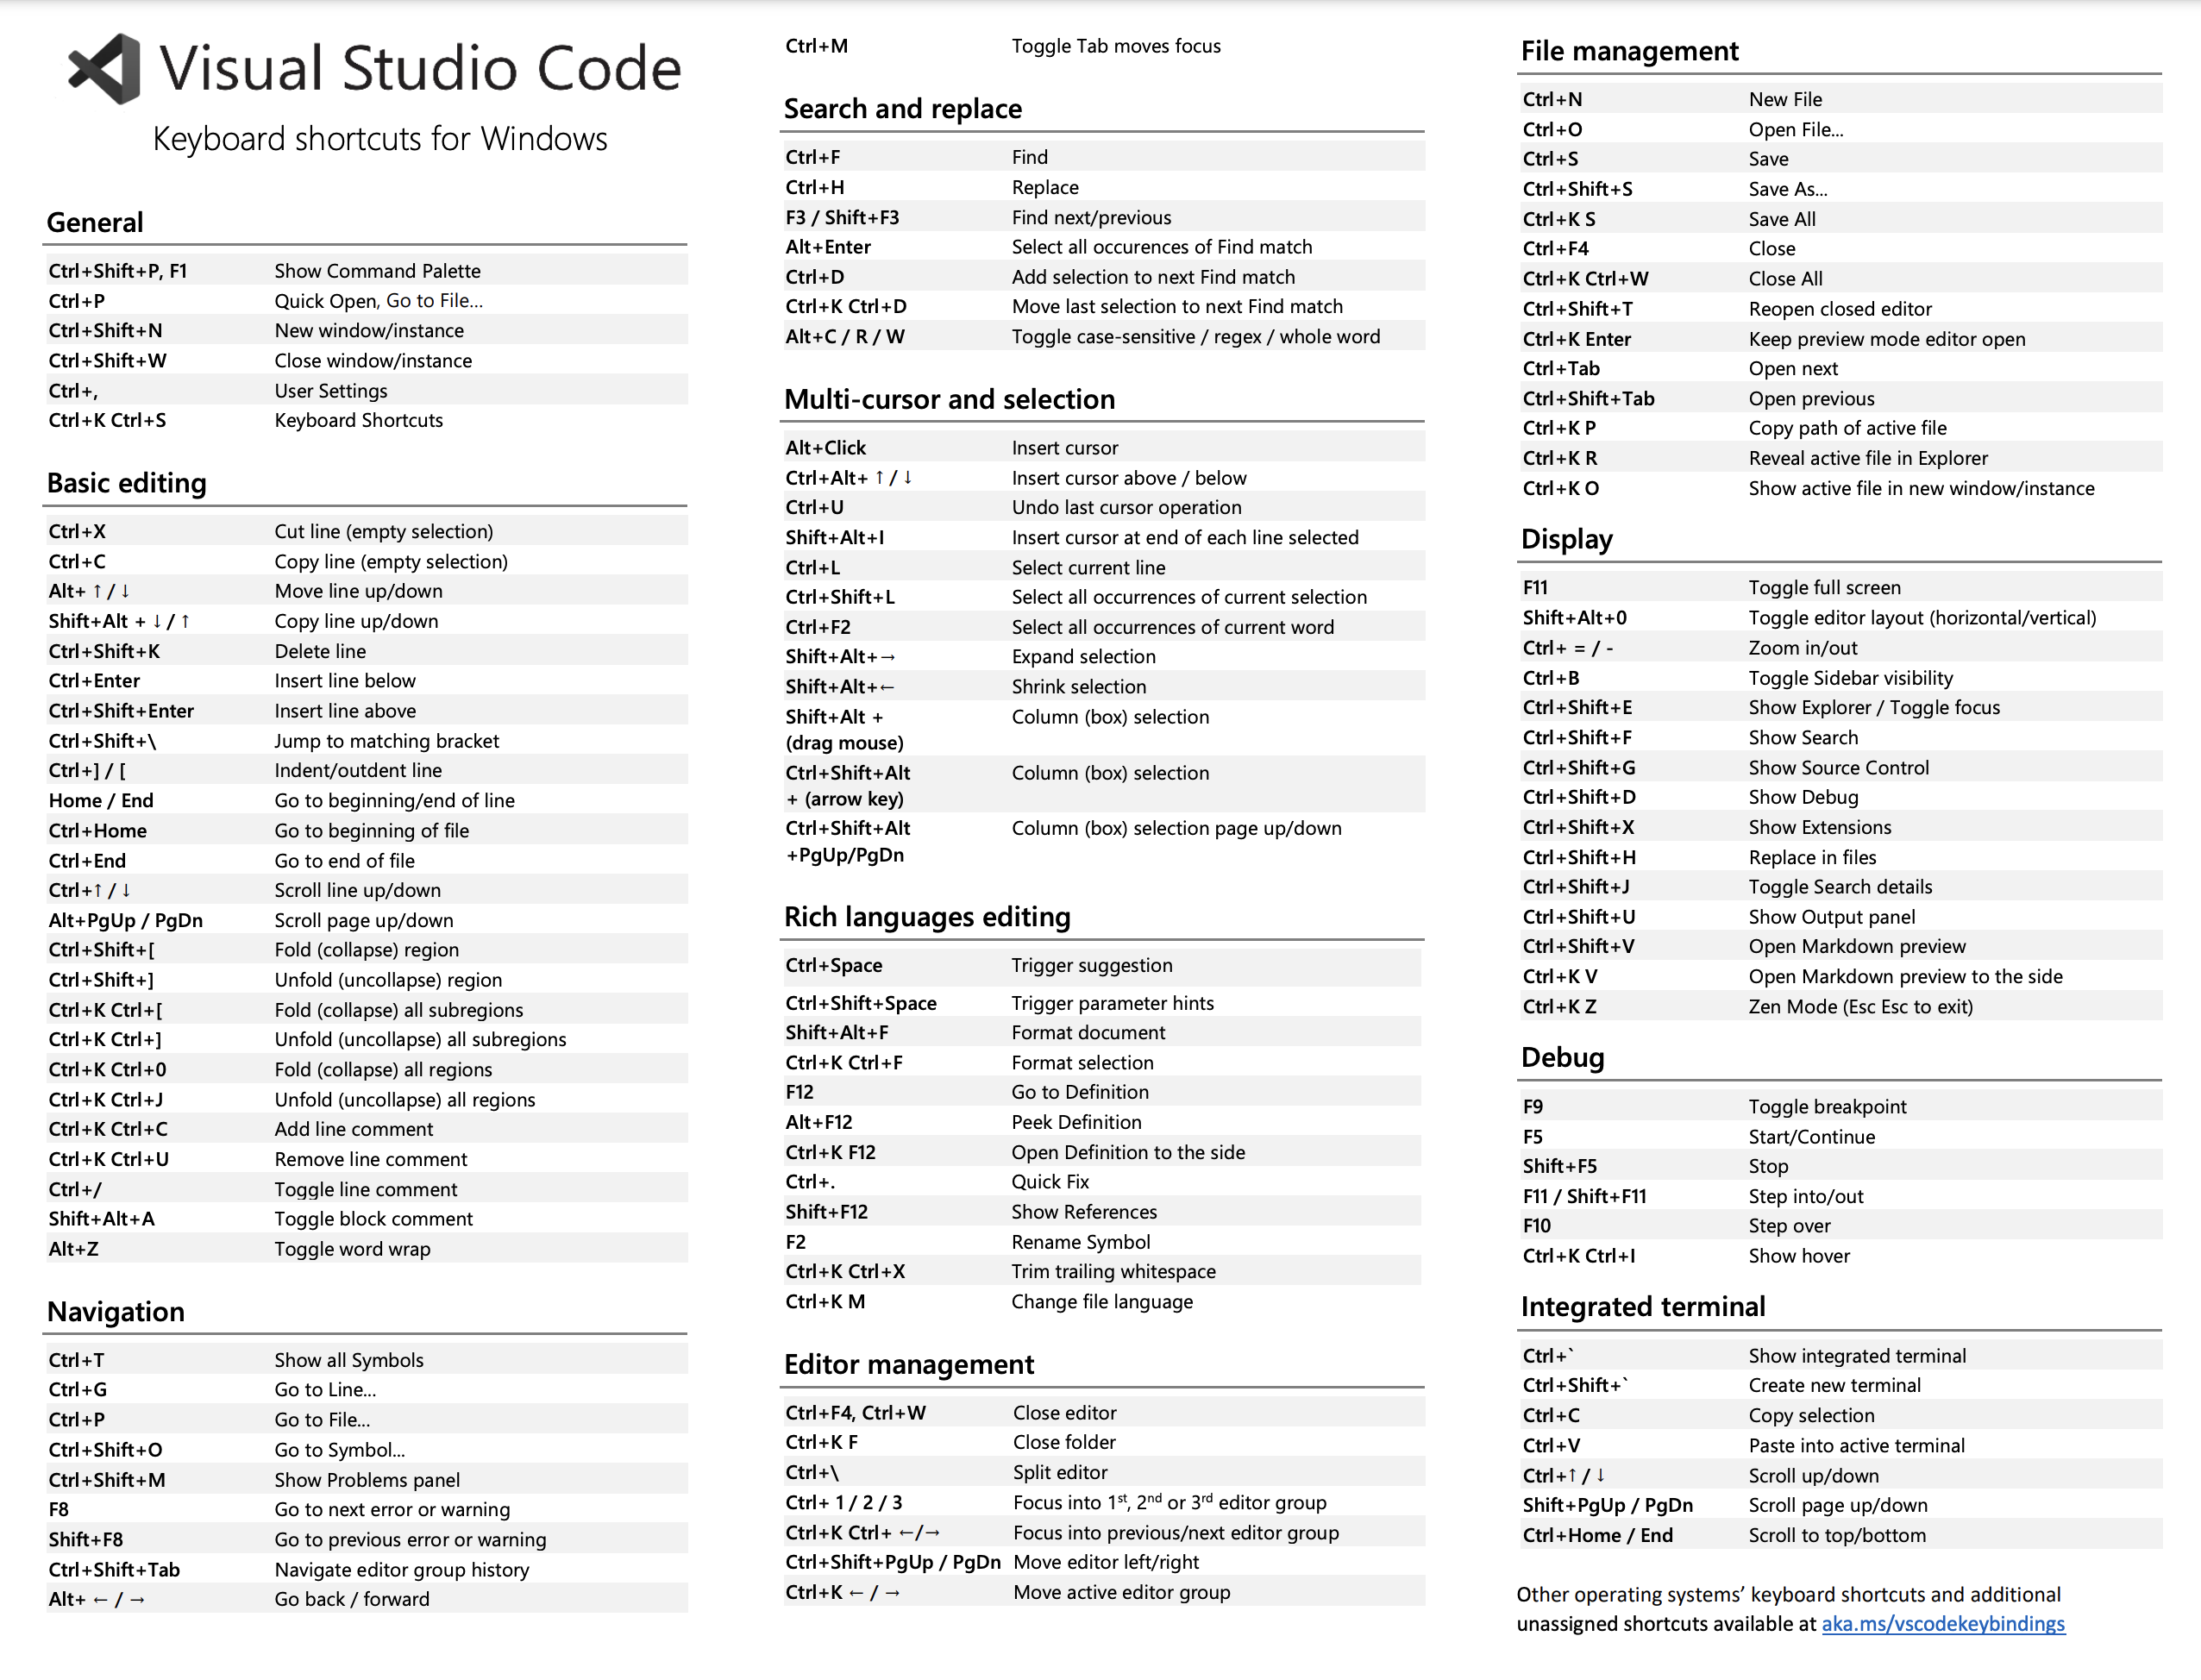 Visual Studio Code
Keyboard shortcuts for Windows
General
Ctrl+Shift+P, F1 Show Command Palette
Ctrl+P Quick Open, Go to File...
Ctrl+Shift+N New window/instance
Ctrl+Shift+W Close window/instance
Ctrl+, User Settings
Ctrl+K Ctrl+S Keyboard Shortcuts
Basic editing
Ctrl+X Cut line (empty selection)
Ctrl+C Copy line (empty selection)
Alt+ ↑ / ↓ Move line up/down
Shift+Alt + ↓ / ↑ Copy line up/down
Ctrl+Shift+K Delete line
Ctrl+Enter Insert line below
Ctrl+Shift+Enter Insert line above
Ctrl+Shift+\ Jump to matching bracket
Ctrl+] / [ Indent/outdent line
Home / End Go to beginning/end of line
Ctrl+Home Go to beginning of file
Ctrl+End Go to end of file
Ctrl+↑ / ↓ Scroll line up/down
Alt+PgUp / PgDn Scroll page up/down
Ctrl+Shift+[ Fold (collapse) region
Ctrl+Shift+] Unfold (uncollapse) region
Ctrl+K Ctrl+[ Fold (collapse) all subregions
Ctrl+K Ctrl+] Unfold (uncollapse) all subregions
Ctrl+K Ctrl+0 Fold (collapse) all regions
Ctrl+K Ctrl+J Unfold (uncollapse) all regions
Ctrl+K Ctrl+C Add line comment
Ctrl+K Ctrl+U Remove line comment
Ctrl+/ Toggle line comment
Shift+Alt+A Toggle block comment
Alt+Z Toggle word wrap
Navigation
Ctrl+T Show all Symbols
Ctrl+G Go to Line...
Ctrl+P Go to File...
Ctrl+Shift+O Go to Symbol...
Ctrl+Shift+M Show Problems panel
F8 Go to next error or warning
Shift+F8 Go to previous error or warning
Ctrl+Shift+Tab Navigate editor group history
Alt+ ← / → Go back / forward
Ctrl+M Toggle Tab moves focus
Search and replace
Ctrl+F Find
Ctrl+H Replace
F3 / Shift+F3 Find next/previous
Alt+Enter Select all occurences of Find match
Ctrl+D Add selection to next Find match
Ctrl+K Ctrl+D Move last selection to next Find match
Alt+C / R / W Toggle case-sensitive / regex / whole word
Multi-cursor and selection
Alt+Click Insert cursor
Ctrl+Alt+ ↑ / ↓ Insert cursor above / below
Ctrl+U Undo last cursor operation
Shift+Alt+I Insert cursor at end of each line selected
Ctrl+L Select current line
Ctrl+Shift+L Select all occurrences of current selection
Ctrl+F2 Select all occurrences of current word
Shift+Alt+→ Expand selection
Shift+Alt+← Shrink selection
Shift+Alt + Column (box) selection
(drag mouse)
Ctrl+Shift+Alt Column (box) selection
+ (arrow key)
Ctrl+Shift+Alt Column (box) selection page up/down
+PgUp/PgDn
Rich languages editing
Ctrl+Space Trigger suggestion
Ctrl+Shift+Space Trigger parameter hints
Shift+Alt+F Format document
Ctrl+K Ctrl+F Format selection
F12 Go to Definition
Alt+F12 Peek Definition
Ctrl+K F12 Open Definition to the side
Ctrl+. Quick Fix
Shift+F12 Show References
F2 Rename Symbol
Ctrl+K Ctrl+X Trim trailing whitespace
Ctrl+K M Change file language
Editor management
Ctrl+F4, Ctrl+W Close editor
Ctrl+K F Close folder
Ctrl+\ Split editor
Ctrl+ 1 / 2 / 3 Focus into 1st, 2nd or 3rd editor group
Ctrl+K Ctrl+ ←/→ Focus into previous/next editor group
Ctrl+Shift+PgUp / PgDn Move editor left/right
Ctrl+K ← / → Move active editor group
File management
Ctrl+N New File
Ctrl+O Open File...
Ctrl+S Save
Ctrl+Shift+S Save As...
Ctrl+K S Save All
Ctrl+F4 Close
Ctrl+K Ctrl+W Close All
Ctrl+Shift+T Reopen closed editor
Ctrl+K Enter Keep preview mode editor open
Ctrl+Tab Open next
Ctrl+Shift+Tab Open previous
Ctrl+K P Copy path of active file
Ctrl+K R Reveal active file in Explorer
Ctrl+K O Show active file in new window/instance
Display
F11 Toggle full screen
Shift+Alt+0 Toggle editor layout (horizontal/vertical)
Ctrl+ = / - Zoom in/out
Ctrl+B Toggle Sidebar visibility
Ctrl+Shift+E Show Explorer / Toggle focus
Ctrl+Shift+F Show Search
Ctrl+Shift+G Show Source Control
Ctrl+Shift+D Show Debug
Ctrl+Shift+X Show Extensions
Ctrl+Shift+H Replace in files
Ctrl+Shift+J Toggle Search details
Ctrl+Shift+U Show Output panel
Ctrl+Shift+V Open Markdown preview
Ctrl+K V Open Markdown preview to the side
Ctrl+K Z Zen Mode (Esc Esc to exit)
Debug
F9 Toggle breakpoint
F5 Start/Continue
Shift+F5 Stop
F11 / Shift+F11 Step into/out
F10 Step over
Ctrl+K Ctrl+I Show hover
Integrated terminal
Ctrl+` Show integrated terminal
Ctrl+Shift+` Create new terminal
Ctrl+C Copy selection
Ctrl+V Paste into active terminal
Ctrl+↑ / ↓ Scroll up/down
Shift+PgUp / PgDn Scroll page up/down
Ctrl+Home / End Scroll to top/bottom
Other operating systems’ keyboard shortcuts and additional
unassigned shortcuts available at aka.ms/vscodekeybindings